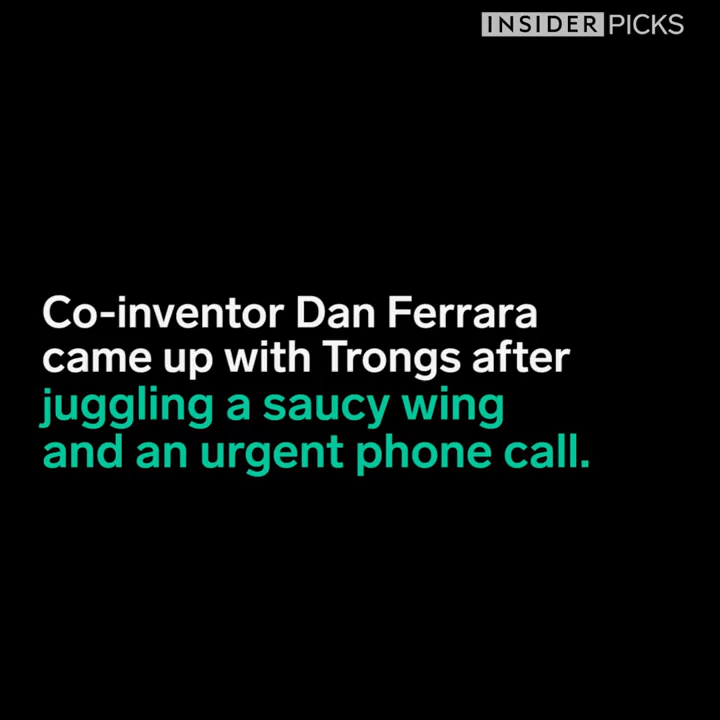 INSIDER PICKS
Co-inventor Dan Ferrara
came up with Trongs after
juggling a saucy wing
and an urgent phone call.